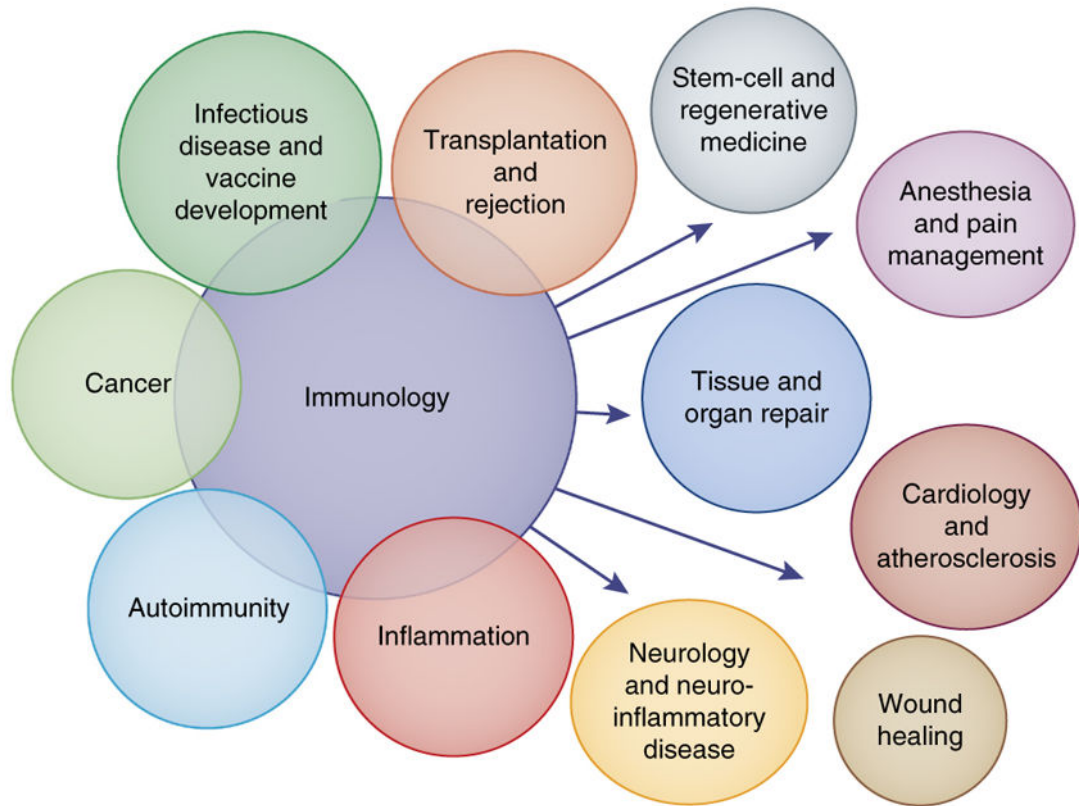 Infectious
disease and
vaccine
development
Transplantation
and
rejection
Stem-cell and
regenerative
medicine
Anesthesia
and pain
management
Cancer
Immunology
Tissue and
organ repair
Cardiology
and
atherosclerosis
Autoimmunity
Inflammation
Neurology
and neuro-
inflammatory
disease
Wound
healing